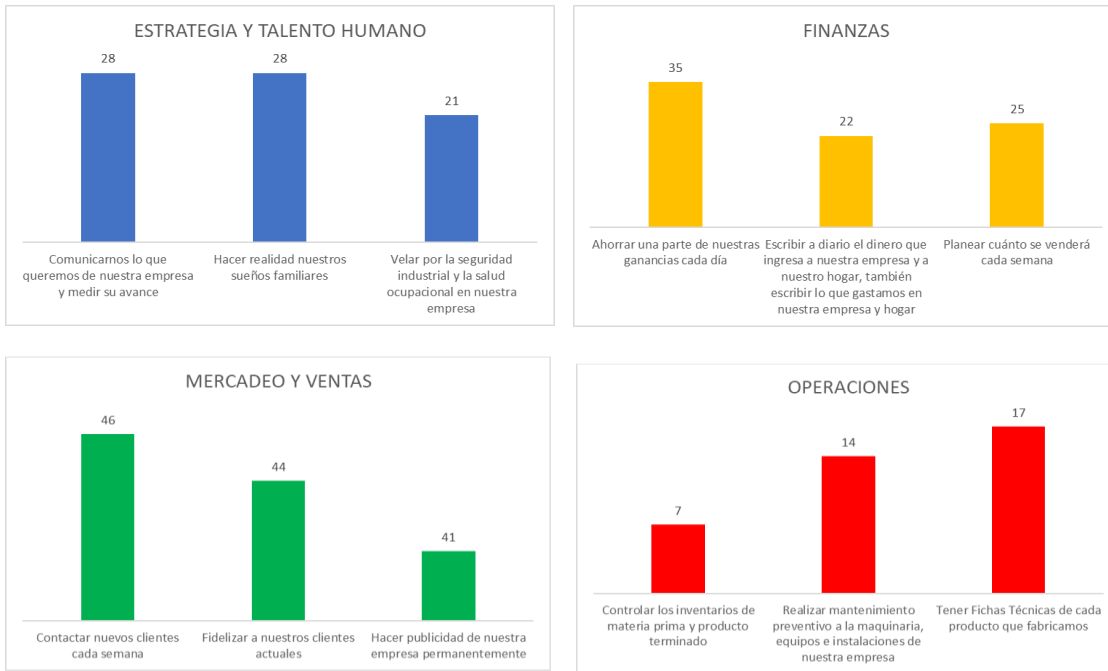 ESTRATEGIA Y TALENTO HUMANO
28
28
21
Comunicarnos lo que
queremos de nuestra empresa
y medir su avance
Hacer realidad nuestros
sueños familiares
Velar por la seguridad
industrial y la salud
ocupacional en nuestra
empresa
FINANZAS
35
22
25
Ahorrar una parte de nuestras
ganancias cada día
Escribir a diario el dinero que
ingresa a nuestra empresa y a
nuestro hogar, también
escribir lo que gastamos en
nuestra empresa y hogar
Planear cuánto se venderá
cada semana
MERCADEO Y VENTAS
46
44
41
Contactar nuevos clientes
cada semana
Fidelizar a nuestros clientes
actuales
Hacer publicidad de nuestra
empresa permanentemente
OPERACIONES
7
14
17
Controlar los inventarios de
materia prima y producto
terminado
Realizar mantenimiento
preventivo a la maquinaria,
equipos e instalaciones de
nuestra empresa
Tener Fichas Técnicas de cada
producto que fabricamos